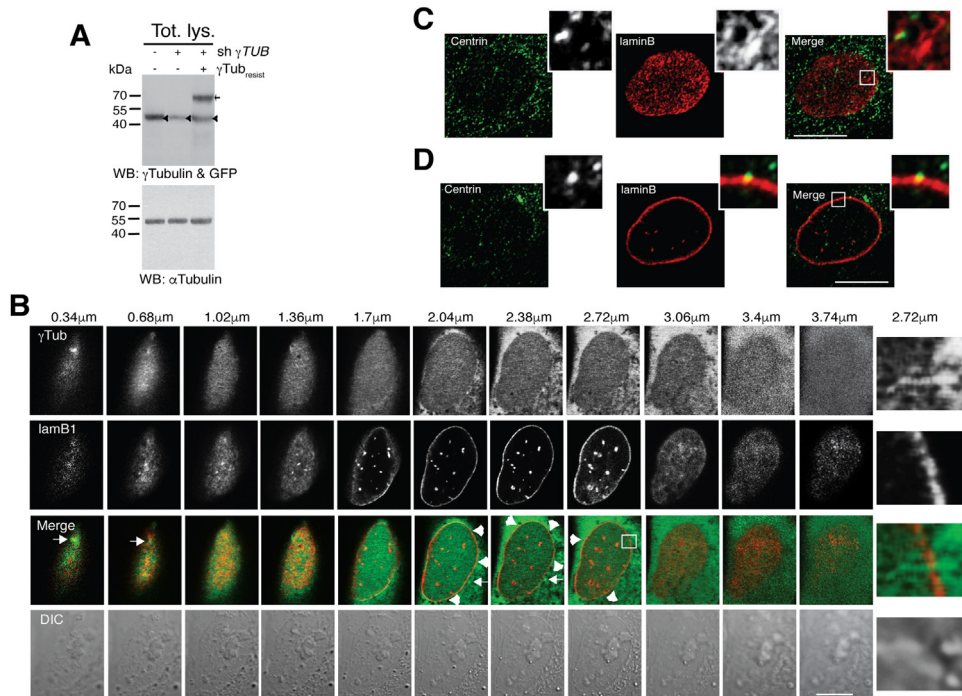 A
Tot. lys.
- + + sh γTUB
- - + γTub resist
kDa
70
55
40
WB: γTubulin & GFP
70
55
40
WB: αTubulin
C
Centrin
laminB
Merge
D
Centrin
laminB
Merge
B
0.34μm 0.68μm 1.02μm 1.36μm 1.7μm 2.04μm 2.38μm 2.72μm 3.06μm 3.4μm 3.74μm 2.72μm
γTub
lamB1
Merge
DIC